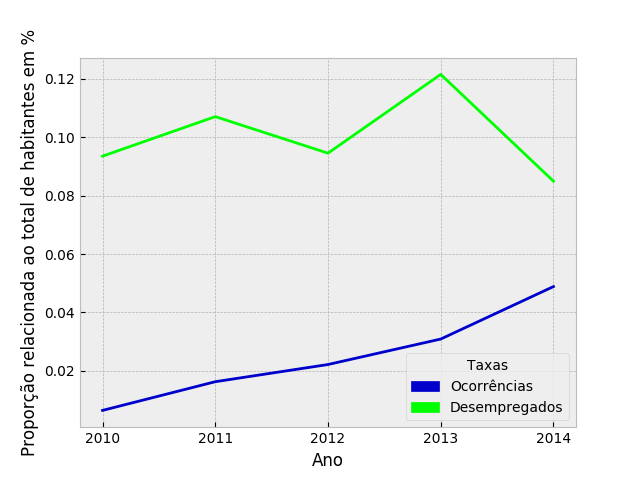 Proporção relacionada ao total de habitantes em %
0.12
0.10
0.08
0.06
0.04
0.02
Taxas
Ocorrências
Desempregados
2010 2011 2012 2013 2014
Ano